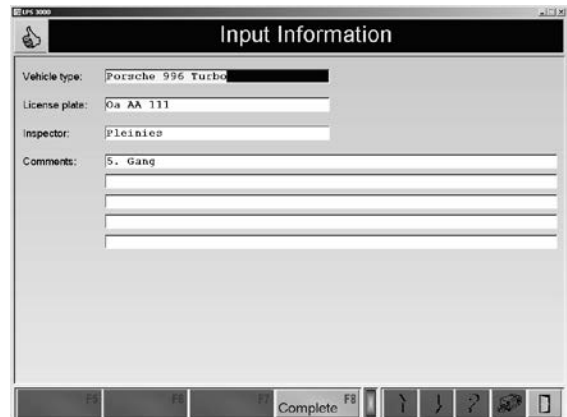 LPS 3000
Input Information
Vehicle type: Porsche 996 Turbo
License plate: Oa AA 111
Inspector: Pleinies
Comments: 5. Gang
F5 F6 F7 Complete F8